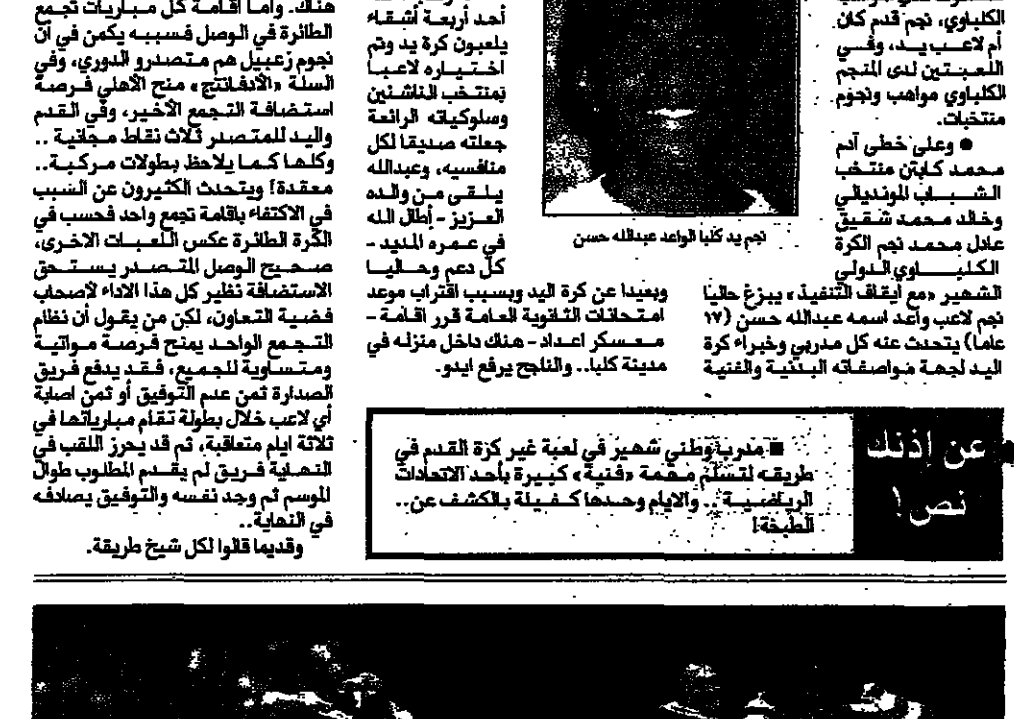 الكلباوي، نجم قدم كان
أم لاعب يد، وفي
اللعبتين لدى المنجم
الكلباوي مواهب ونجوم
منتخبات.
● وعلى خطى آدم
محمد كابتن منتخب
الشباب المونديالي
وخالد محمد شقيق
عادل محمد نجم الكرة
الكلباوي الدولي
الشهير «مع ايقاف التنفيذ» يبزغ حاليا
نجم لاعب واعد اسمه عبدالله حسن (١٧
عاما) يتحدث عنه كل مدربي وخبراء كرة
اليد لجهة مواصفاته البدنية والفنية
نجم يد كلبا الواعد عبدالله حسن
أحد أربعة أشقاء
يلعبون كرة يد وتم
اختياره لاعبا
بمنتخب الناشئين
وسلوكياته الرائعة
جعلته صديقا لكل
منافسيه، وعبدالله
يلقى من والده
العزيز - أطال الله
في عمره المديد -
كل دعم وحاليا
وبعيدا عن كرة اليد وبسبب اقتراب موعد
امتحانات الثانوية العامة قرر اقامة -
معسكر اعداد - هناك داخل منزله في
مدينة كلبا.. والناجح يرفع ايدو.
هناك. وأما اقامة كل مباريات تجمع
الطائرة في الوصل فسببه يكمن في أن
نجوم زعبيل هم متصدرو الدوري، وفي
السلة «الأدفانتج» منح الأهلي فرصة
استضافة التجمع الأخير، وفي القدم
واليد للمتصدر ثلاث نقاط مجانية ..
وكلها كما يلاحظ بطولات مركبة..
معقدة! ويتحدث الكثيرون عن السبب
في الاكتفاء باقامة تجمع واحد فحسب في
الكرة الطائرة عكس اللعبات الاخرى،
صحيح الوصل المتصدر يستحق
الاستضافة نظير كل هذا الاداء لأصحاب
فضية التعاون، لكن من يقول أن نظام
التجمع الواحد يمنح فرصة مواتية
ومتساوية للجميع، فقد يدفع فريق
الصدارة ثمن عدم التوفيق أو ثمن اصابة
أي لاعب خلال بطولة تقام مبارياتها في
ثلاثة ايام متعاقبة، ثم قد يحرز اللقب في
النهاية فريق لم يقدم المطلوب طوال
الموسم ثم وجد نفسه والتوفيق يصادفه
في النهاية..
وقديما قالوا لكل شيخ طريقة.
عن إذنك
نص!
■ مدرب وطني شهير في لعبة غير كرة القدم في
طريقه لتسلم مهمة «فنية» كبيرة بأحد الاتحادات
الرياضية.. والايام وحدها كفيلة بالكشف عن..
الطبخة!